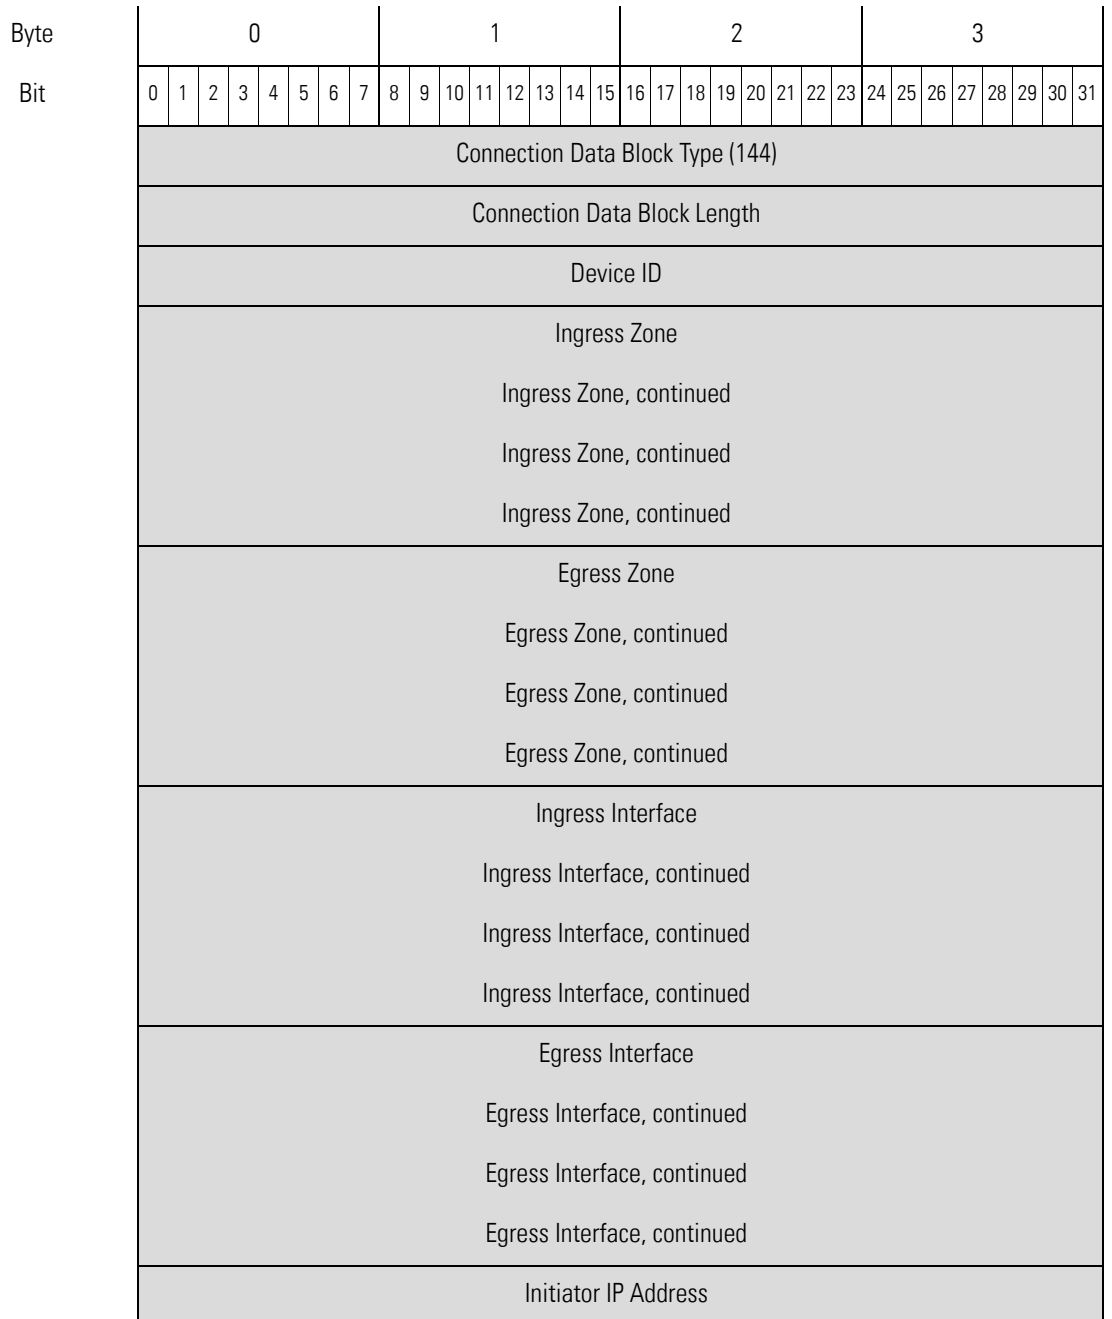 Byte 0 1 2 3
Bit 0 1 2 3 4 5 6 7 8 9 10 11 12 13 14 15 16 17 18 19 20 21 22 23 24 25 26 27 28 29 30 31
Connection Data Block Type (144)
Connection Data Block Length
Device ID
Ingress Zone
Ingress Zone, continued
Ingress Zone, continued
Ingress Zone, continued
Egress Zone
Egress Zone, continued
Egress Zone, continued
Egress Zone, continued
Ingress Interface
Ingress Interface, continued
Ingress Interface, continued
Ingress Interface, continued
Egress Interface
Egress Interface, continued
Egress Interface, continued
Egress Interface, continued
Initiator IP Address